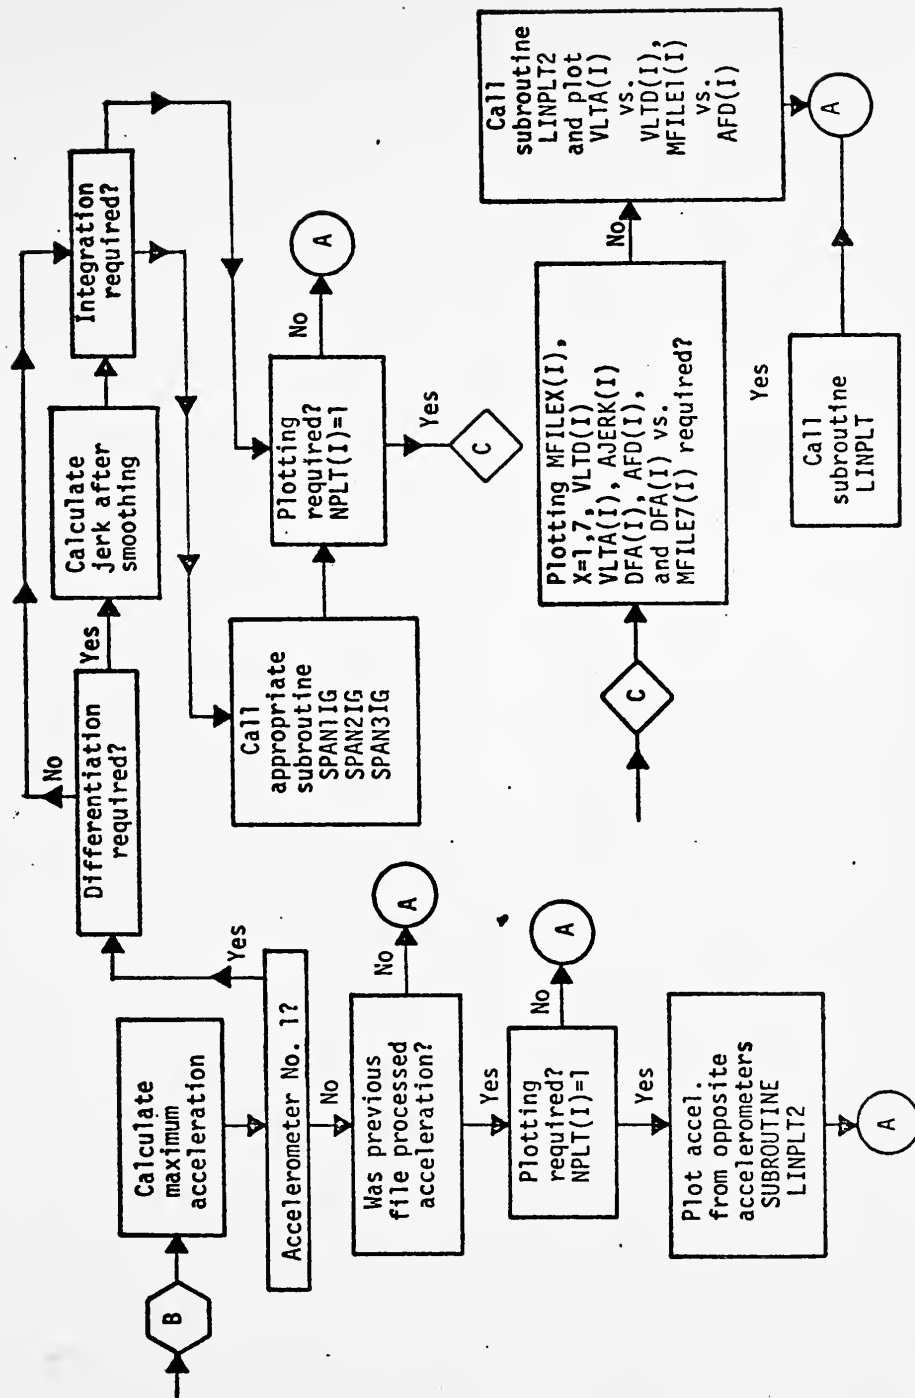 B
Calculate
maximum
acceleration
Accelerometer No. 1?
Yes
No
Was previous
file processed
acceleration?
No
A
Yes
Plotting
required?
NPLT(I)=1
No
A
Yes
Plot accel.
from opposite
accelerometers
SUBROUTINE
LINPLT2
A
Differentiation
required?
No
Yes
Calculate
jerk after
smoothing
Integration
required?
Call
appropriate
subroutine
SPAN1IG
SPAN2IG
SPAN3IG
Plotting
required?
NPLT(I)=1
No
A
Yes
C
C
Plotting MFILEX(I),
X=1,7, VLTD(I)
VLTA(I), AJERK(I)
DFA(I), AFD(I),
and DFA(I) vs.
MFILE7(I) required?
No
Call
subroutine
LINPLT2
and plot
VLTA(I)
vs.
VLTD(I),
MFILE1(I)
vs.
AFD(I)
Yes
Call
subroutine
LINPLT
A